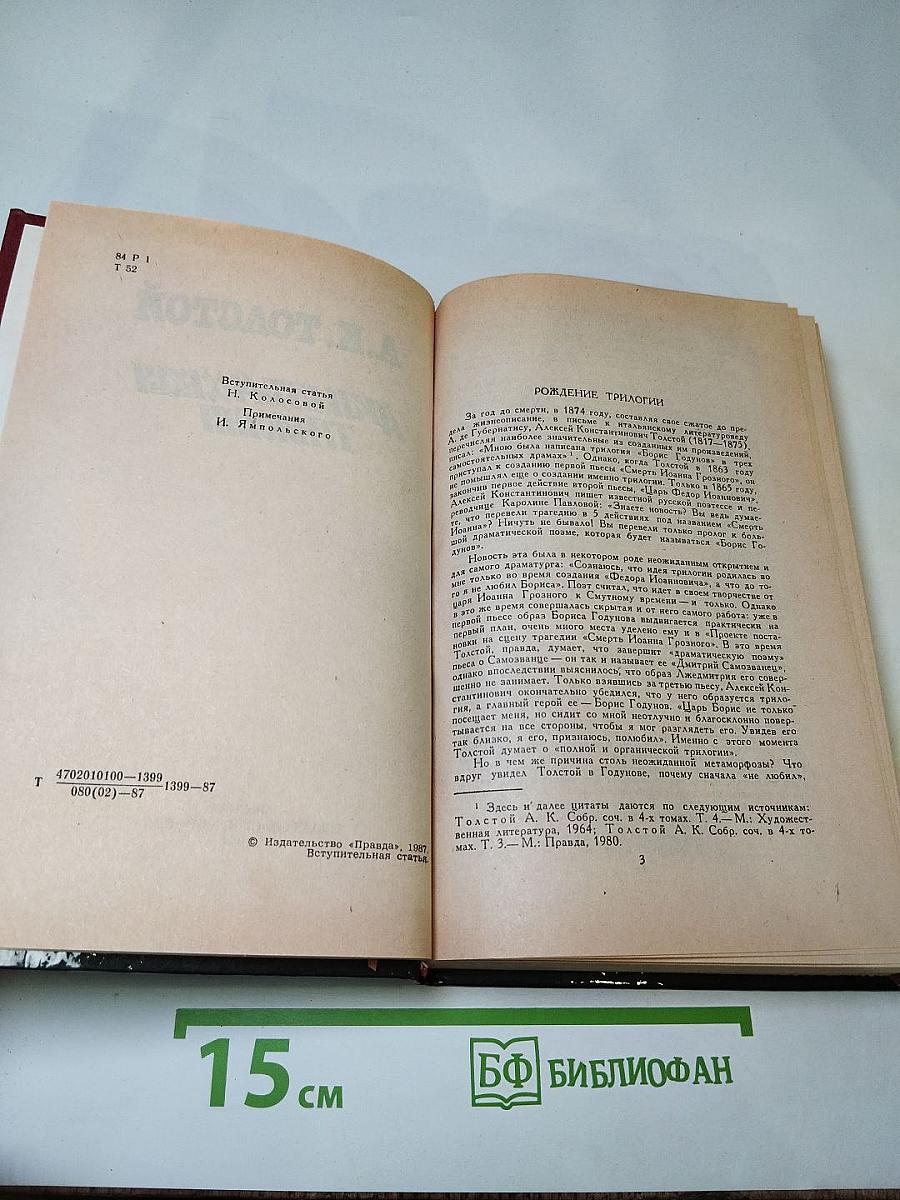 84 Р 1
Т 52
А. К. ТОЛСТОЙ
Вступительная статья
Н. Колосовой
Примечания
И. Ямпольского
Т 4702010100—1399
080(02)—87
1399—87
© Издательство «Правда», 1987.
Вступительная статья.
РОЖДЕНИЕ ТРИЛОГИИ
За год до смерти, в 1874 году, составляя свое сжатое до пре-
дела жизнеописание, в письме к итальянскому литературоведу
А. де Губернатису, Алексей Константинович Толстой (1817—1875),
перечисляя наиболее значительные из созданных им произведений,
писал: «Мною была написана трилогия «Борис Годунов» в трех
самостоятельных драмах»¹. Однако, когда Толстой в 1863 году
приступал к созданию первой пьесы «Смерть Иоанна Грозного», он
не помышлял еще о создании именно трилогии. Только в 1865 году,
закончив первое действие второй пьесы, «Царь Федор Иоаннович»,
Алексей Константинович пишет известной русской поэтессе и пе-
реводчице Каролине Павловой: «Знаете новость? Вы ведь думае-
те, что перевели трагедию в 5 действиях под названием «Смерть
Иоанна»? Ничуть не бывало! Вы перевели только пролог к боль-
шой драматической поэме, которая будет называться «Борис Го-
дунов».
Новость эта была в некотором роде неожиданным открытием и
для самого драматурга: «Сознаюсь, что идея трилогии родилась во
мне только во время создания «Федора Иоанновича», а что до то-
го я не любил Бориса». Поэт считал, что идет в своем творчестве от
царя Иоанна Грозного к Смутному времени — и только. Однако
в это же время совершалась скрытая и от него самого работа: уже в
первой пьесе образ Бориса Годунова выдвигается практически на
первый план, очень много места уделено ему и в «Проекте поста-
новки на сцену трагедии «Смерть Иоанна Грозного». В это время
Толстой, правда, думает, что завершит «драматическую поэму»
пьеса о Самозванце — он так и называет ее «Дмитрий Самозванец»,
однако впоследствии выяснилось, что образ Лжедмитрия его совер-
шенно не занимает. Только взявшись за третью пьесу, Алексей Кон-
стантинович окончательно убедился, что у него образуется трило-
гия, а главный герой ее — Борис Годунов. «Царь Борис не только
посещает меня, но сидит со мной неотлучно и благосклонно повер-
тывается на все стороны, чтобы я мог разглядеть его. Увидев его
так близко, я его, признаюсь, полюбил». Именно с этого момента
Толстой думает о «полной и органической трилогии».
Но в чем же причина столь неожиданной метаморфозы? Что
вдруг увидел Толстой в Годунове, почему сначала «не любил»,
¹ Здесь и далее цитаты даются по следующим источникам:
Толстой А. К. Собр. соч. в 4-х томах. Т. 4.— М.: Художест-
венная литература, 1964; Толстой А. К. Собр. соч. в 4-х то-
мах. Т. 3.— М.: Правда, 1980.
3
15 см
БФ БИБЛИОФАН